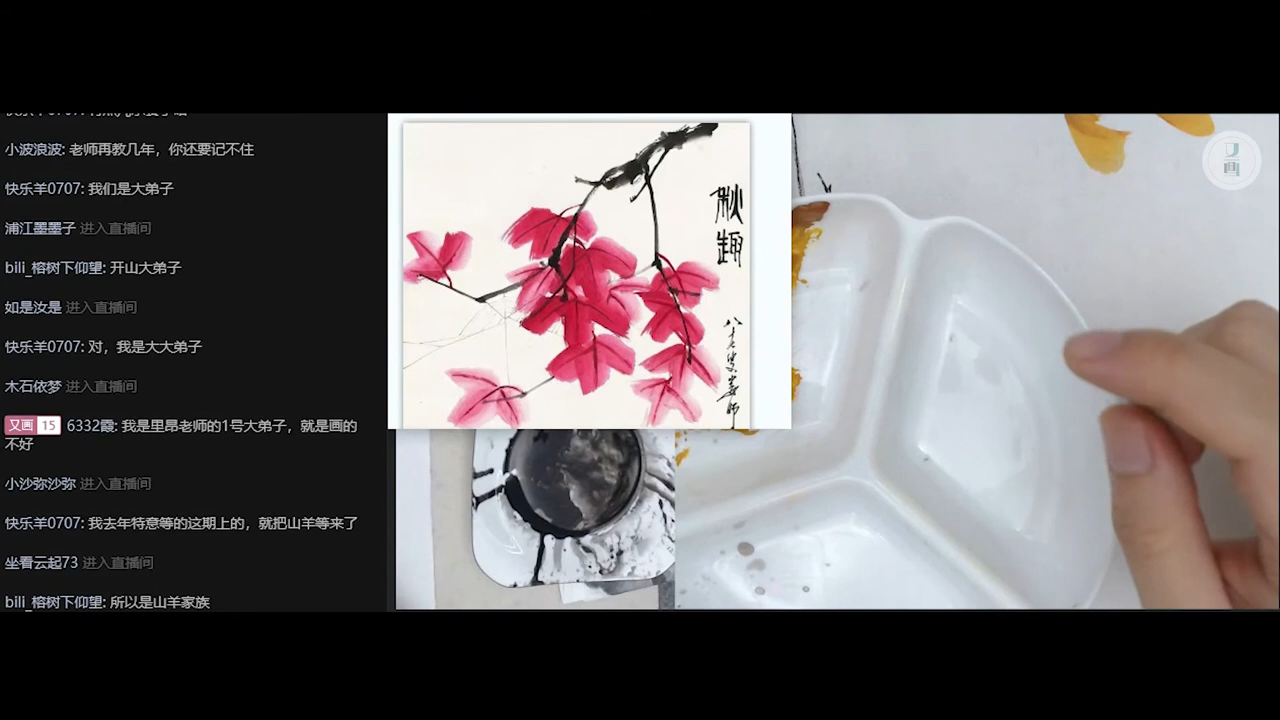 小波浪波: 老师再教几年，你还要记不住
快乐羊0707: 我们是大弟子
浦江墨墨子 进入直播间
bili_榕树下仰望: 开山大弟子
如是汝是 进入直播间
快乐羊0707: 对，我是大大弟子
木石依梦 进入直播间
又画 15 6332霞: 我是里昂老师的1号大弟子，就是画的
不好
小沙弥沙弥 进入直播间
快乐羊0707: 我去年特意等的这期上的，就把山羊等来了
坐看云起73 进入直播间
bili_榕树下仰望: 所以是山羊家族
秋趣
又画